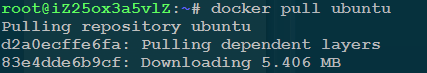 root@iZ25ox3a5vlZ:~# docker pull ubuntu
Pulling repository ubuntu
d2a0ecffe6fa: Pulling dependent layers
83e4dde6b9cf: Downloading 5.406 MB